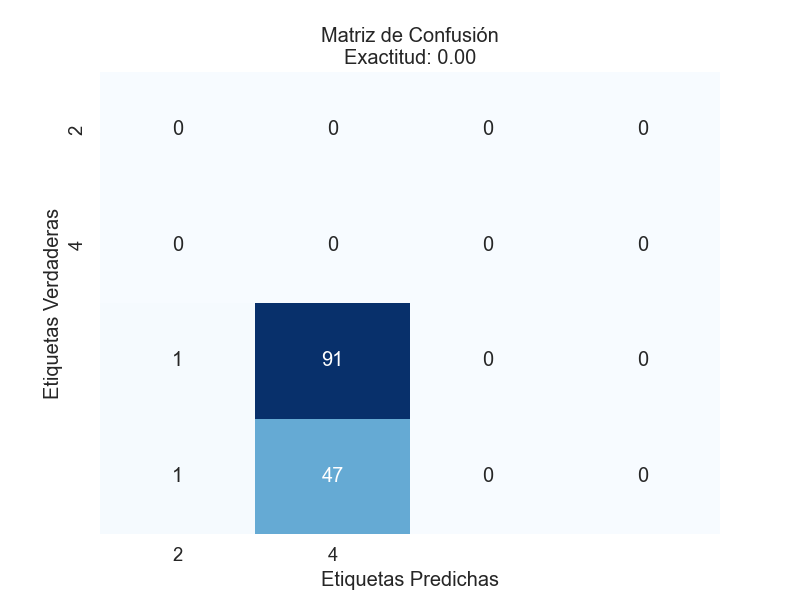 Matriz de Confusión
Exactitud: 0.00
2 0 0 0 0
4 0 0 0 0
1 91 0 0
1 47 0 0
2 4
Etiquetas Predichas
Etiquetas Verdaderas